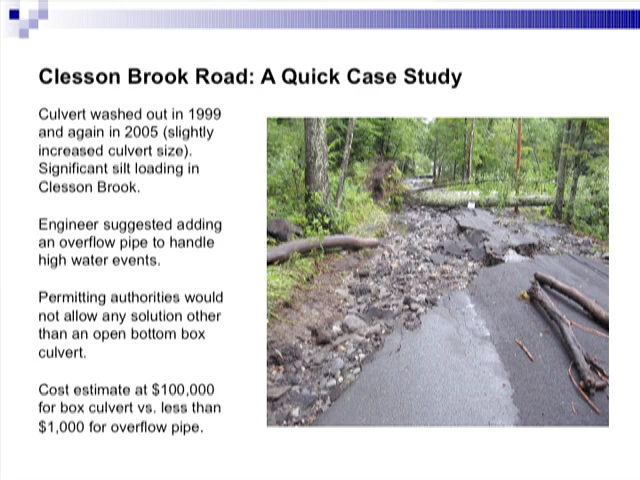 Clesson Brook Road: A Quick Case Study
Culvert washed out in 1999
and again in 2005 (slightly
increased culvert size).
Significant silt loading in
Clesson Brook.
Engineer suggested adding
an overflow pipe to handle
high water events.
Permitting authorities would
not allow any solution other
than an open bottom box
culvert.
Cost estimate at $100,000
for box culvert vs. less than
$1,000 for overflow pipe.